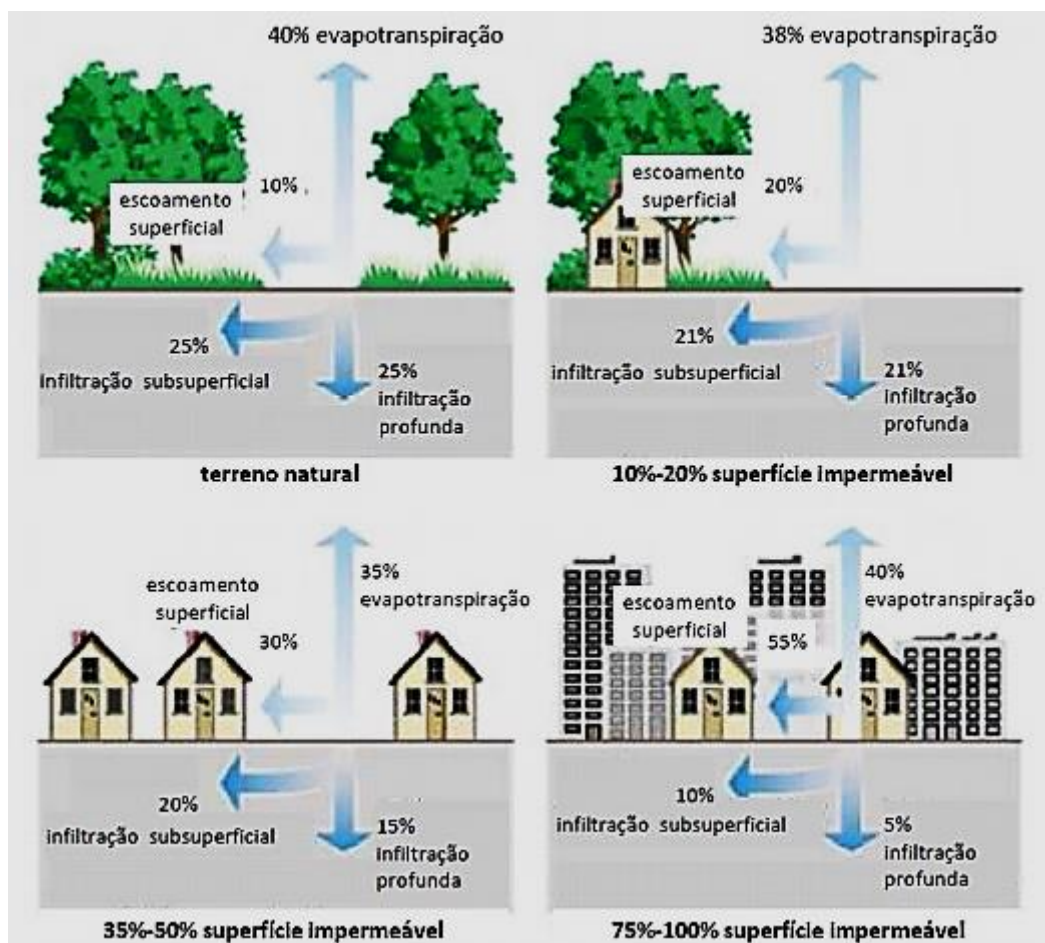 40% evapotranspiração
10%
escoamento
superficial
25%
infiltração subsuperficial
25%
infiltração
profunda
terreno natural
38% evapotranspiração
20%
escoamento
superficial
21%
infiltração subsuperficial
21%
infiltração
profunda
10%-20% superfície impermeável
35%
evapotranspiração
escoamento
superficial
30%
20%
infiltração subsuperficial
15%
infiltração
profunda
35%-50% superfície impermeável
40%
evapotranspiração
escoamento
superficial
55%
10%
infiltração subsuperficial
5%
infiltração
profunda
75%-100% superfície impermeável